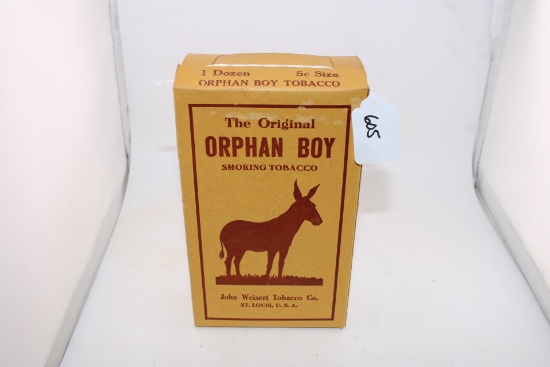 1 Dozen 5c Size
ORPHAN BOY TOBACCO
605
The Original
ORPHAN BOY
SMOKING TOBACCO
John Weisert Tobacco Co.
ST. LOUIS, U. S. A.